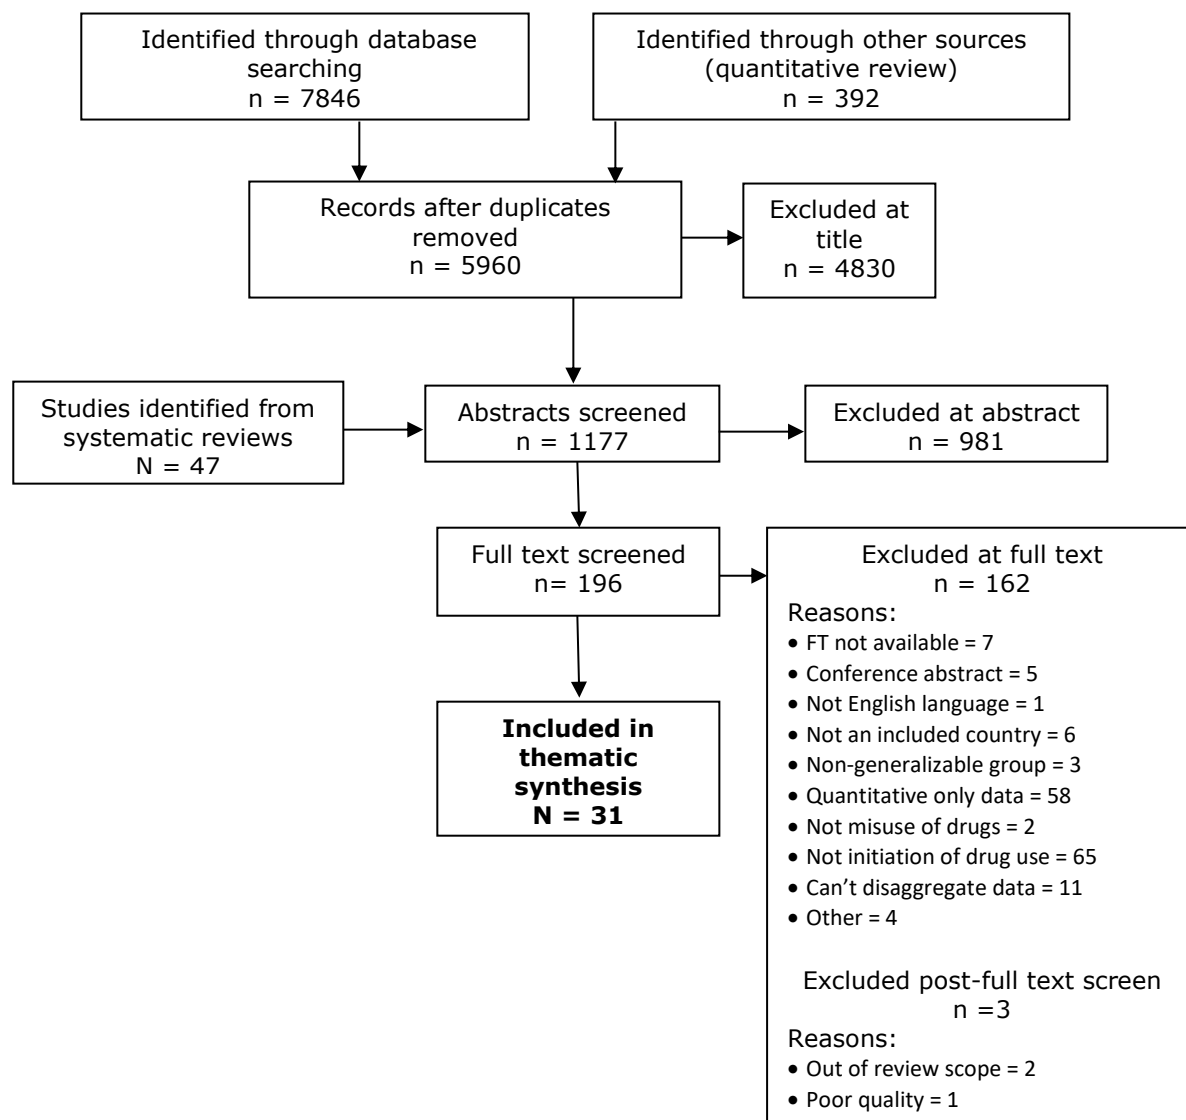 Identified through database
searching
n = 7846
Identified through other sources
(quantitative review)
n = 392
Records after duplicates
removed
n = 5960
Excluded at
title
n = 4830
Studies identified from
systematic reviews
N = 47
Abstracts screened
n = 1177
Excluded at abstract
n = 981
Full text screened
n= 196
Excluded at full text
n = 162
Reasons:
• FT not available = 7
• Conference abstract = 5
• Not English language = 1
• Not an included country = 6
• Non-generalizable group = 3
• Quantitative only data = 58
• Not misuse of drugs = 2
• Not initiation of drug use = 65
• Can’t disaggregate data = 11
• Other = 4
Excluded post-full text screen
n =3
Reasons:
• Out of review scope = 2
• Poor quality = 1
Included in
thematic
synthesis
N = 31